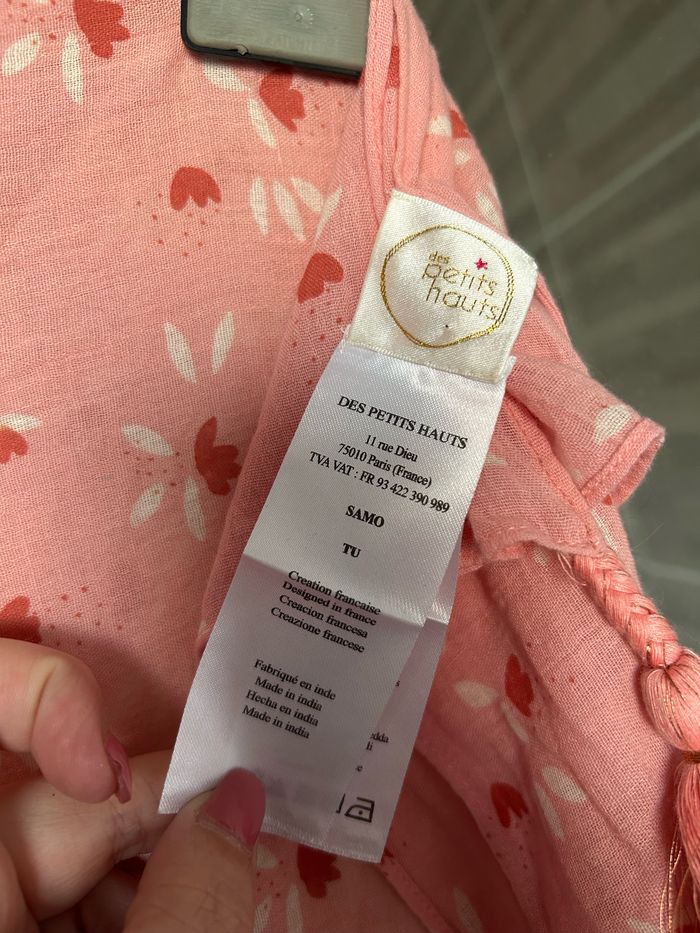 des
petits
hauts
DES PETITS HAUTS
11 rue Dieu
75010 Paris (France)
TVA VAT : FR 93 422 390 989
SAMO
TU
Creation francaise
Designed in france
Creacion francesa
Creazione francese
Fabriqué en inde
Made in india
Hecha en india
Made in india